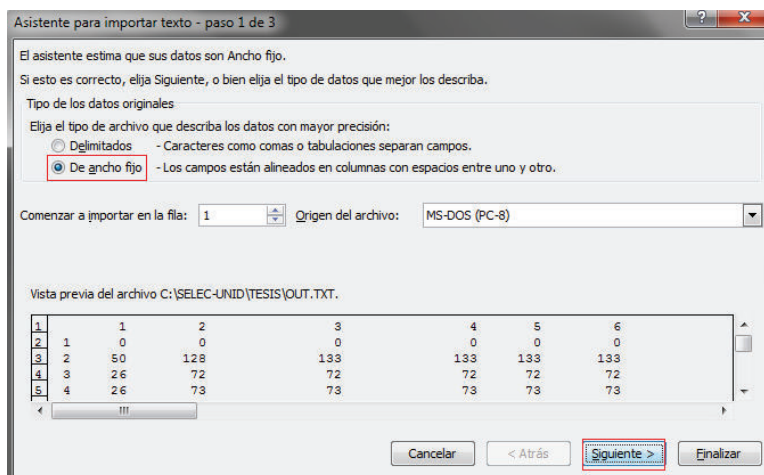 Asistente para importar texto - paso 1 de 3
? X
El asistente estima que sus datos son Ancho fijo.
Si esto es correcto, elija Siguiente, o bien elija el tipo de datos que mejor los describa.
Tipo de los datos originales
Elija el tipo de archivo que describa los datos con mayor precisión:
Delimitados - Caracteres como comas o tabulaciones separan campos.
De ancho fijo - Los campos están alineados en columnas con espacios entre uno y otro.
Comenzar a importar en la fila: 1 Origen del archivo: MS-DOS (PC-8)
Vista previa del archivo C:\SELEC-UNID\TESIS\OUT.TXT.
1 1 2 3 4 5 6
2 1 0 0 0 0 0 0
3 2 50 128 133 133 133 133
4 3 26 72 72 72 72 72
5 4 26 73 73 73 73 73
Cancelar < Atrás Siguiente > Finalizar